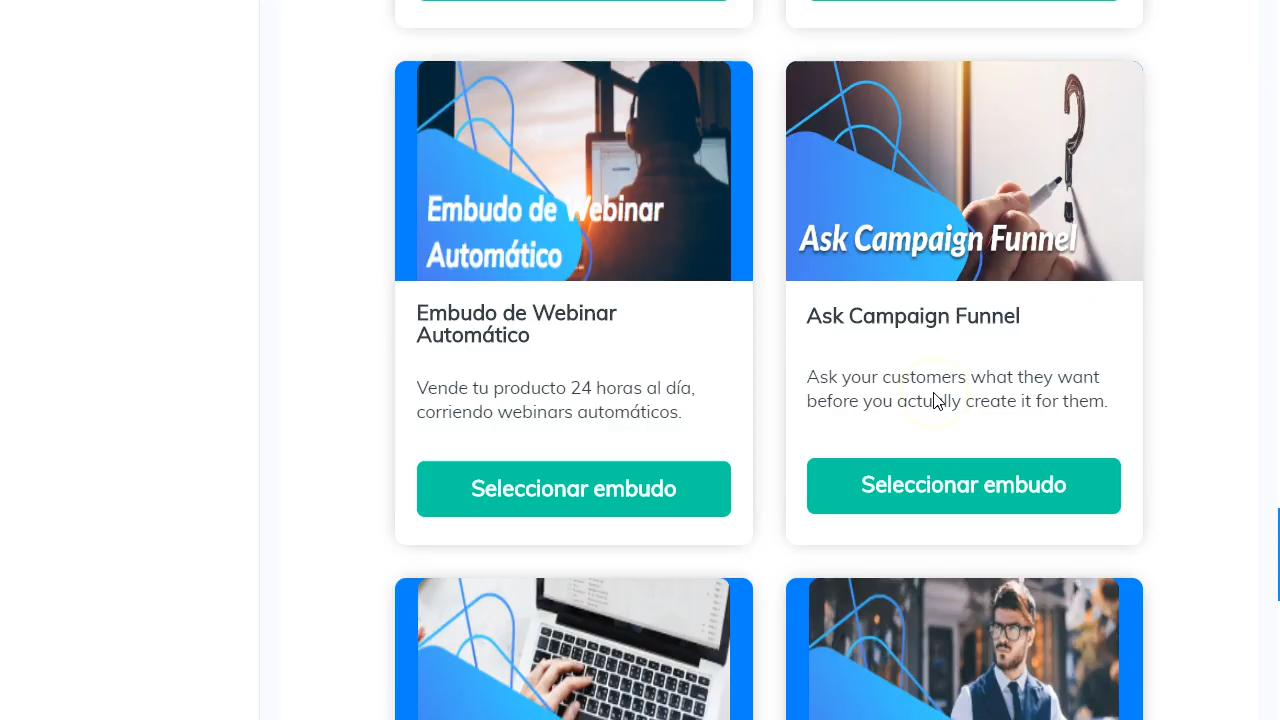 Embudo de Webinar
Automático
Embudo de Webinar
Automático
Vende tu producto 24 horas al día,
corriendo webinars automáticos.
Seleccionar embudo
Ask Campaign Funnel
Ask Campaign Funnel
Ask your customers what they want
before you actually create it for them.
Seleccionar embudo